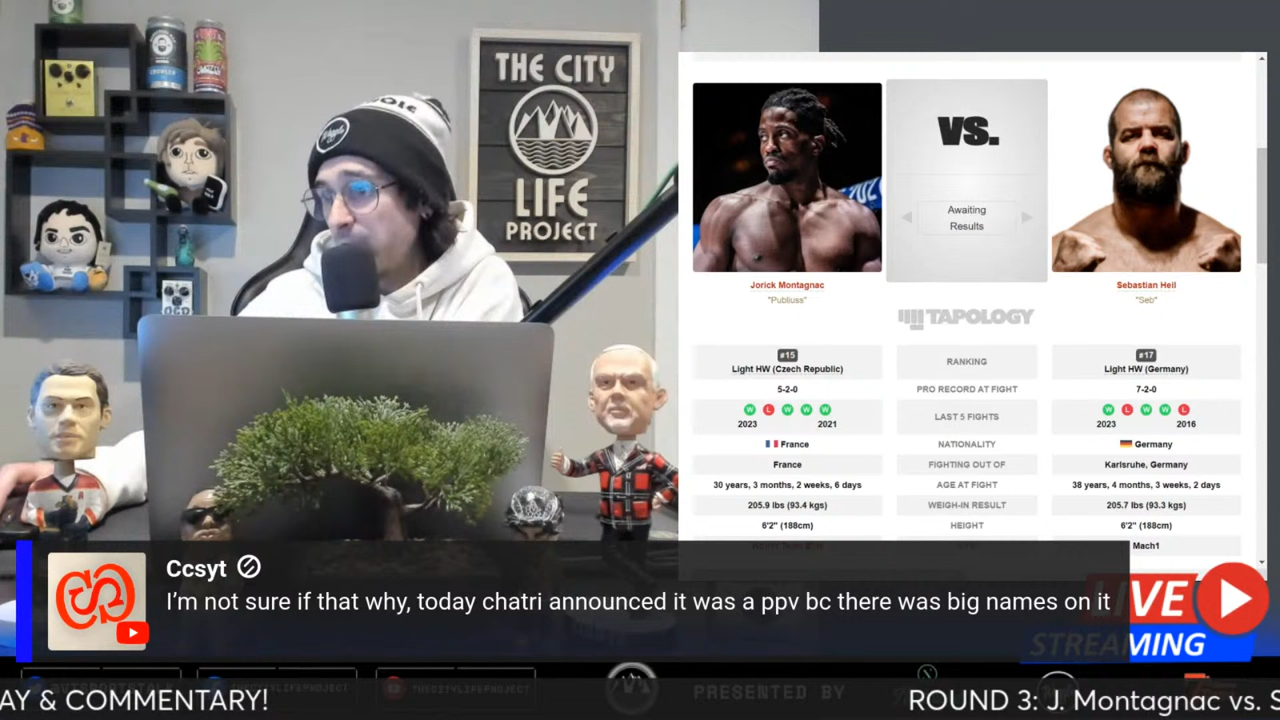 THE CITY
LIFE
PROJECT
VS.
Awaiting
Results
Jorick Montagnac
"Publiuss"
Sebastian Heil
"Seb"
TAPOLOGY
#15
Light HW (Czech Republic)
RANKING
#17
Light HW (Germany)
5-2-0
PRO RECORD AT FIGHT
7-2-0
W L W W W
2023 2021
LAST 5 FIGHTS
W L W W L
2023 2016
France
NATIONALITY
Germany
France
FIGHTING OUT OF
Karlsruhe, Germany
30 years, 3 months, 2 weeks, 6 days
AGE AT FIGHT
38 years, 4 months, 3 weeks, 2 days
205.9 lbs (93.4 kgs)
WEIGH-IN RESULT
205.7 lbs (93.3 kgs)
6'2" (188cm)
HEIGHT
6'2" (188cm)
Mach1
Ccsyt
I'm not sure if that why, today chatri announced it was a ppv bc there was big names on it
LIVE
STREAMING
THECITYLIFEPROJECT
PRESENTED BY
AY & COMMENTARY!
ROUND 3: J. Montagnac vs. S